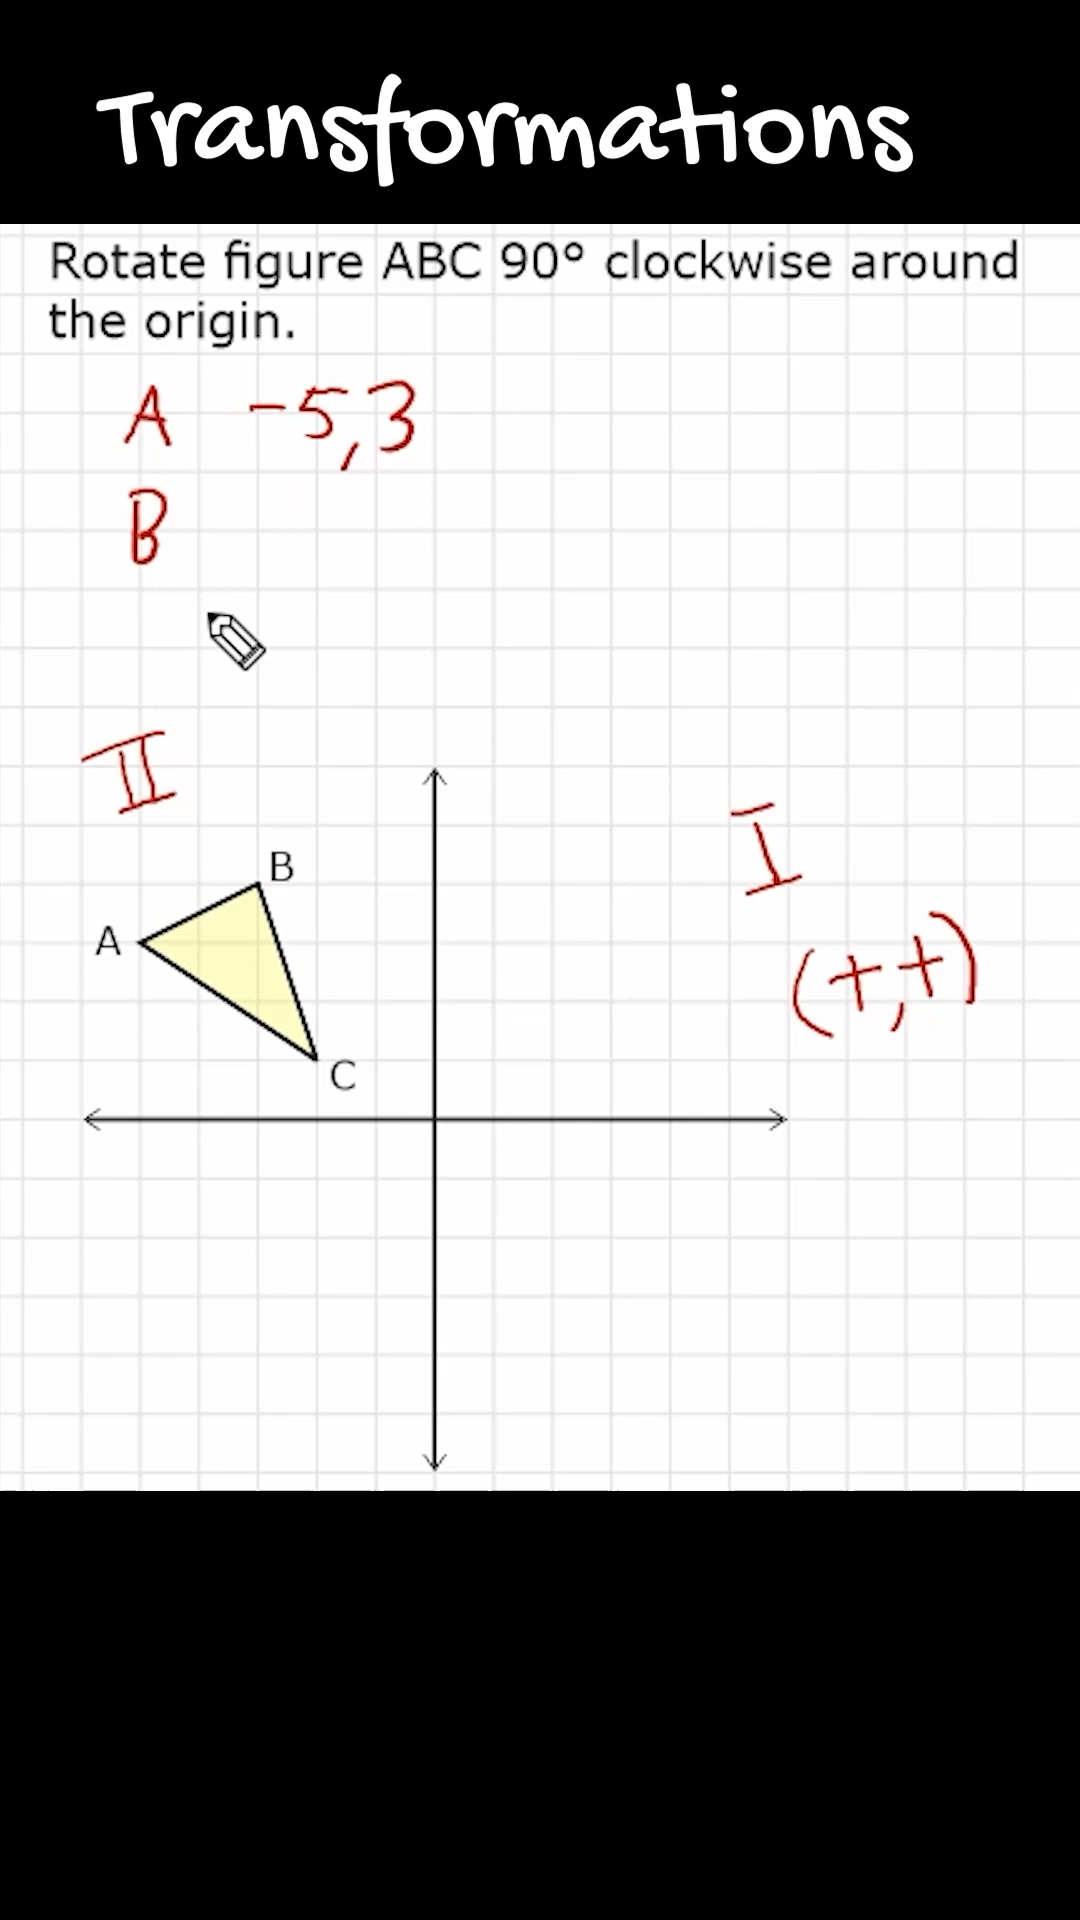 Transformations
Rotate figure ABC 90° clockwise around
the origin.
A -5,3
B
II
I
B
A
(+,+)
C